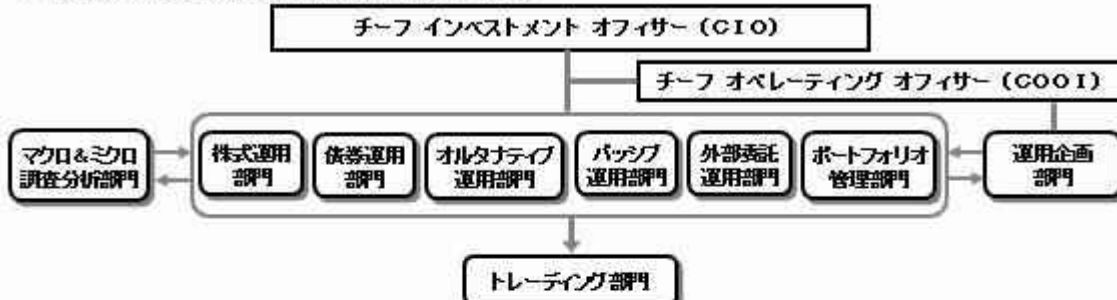 チーフ インベストメント オフィサー (CIO)
チーフ オペレーティング オフィサー (COOI)
マクロ&ミクロ
調査分析部門
株式運用
部門
債券運用
部門
オルタナティブ
運用部門
パッシブ
運用部門
外部委託
運用部門
ポートフォリオ
管理部門
運用企画
部門
トレーディング部門